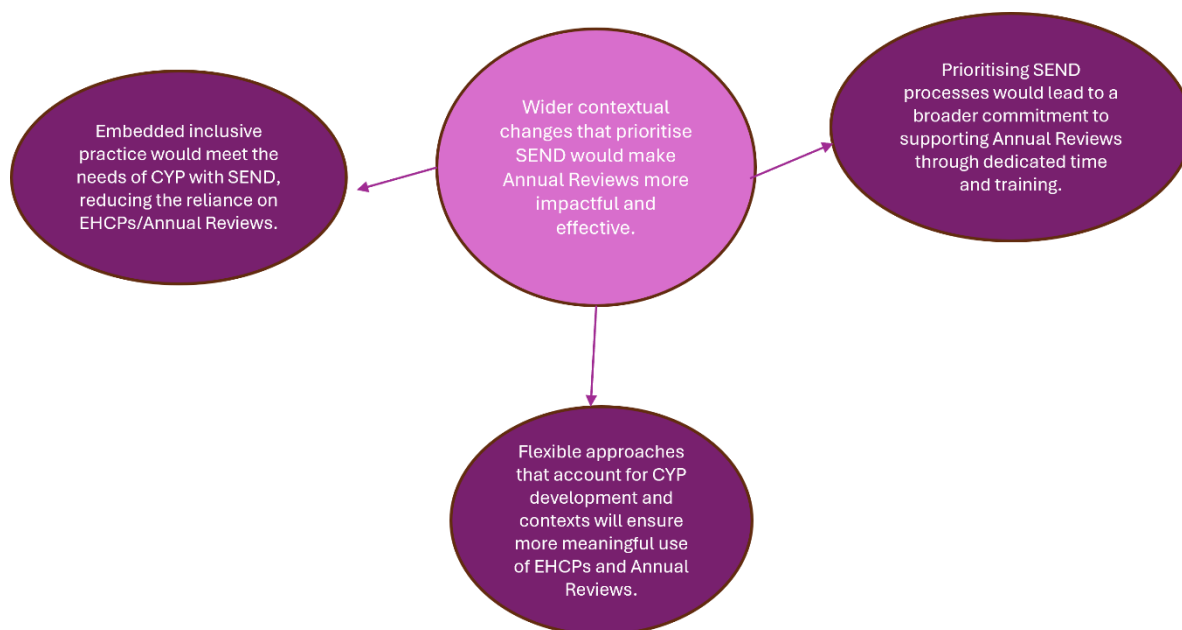 Embedded inclusive
practice would meet the
needs of CYP with SEND,
reducing the reliance on
EHCPs/Annual Reviews.
Wider contextual
changes that prioritise
SEND would make
Annual Reviews more
impactful and
effective.
Prioritising SEND
processes would lead to a
broader commitment to
supporting Annual Reviews
through dedicated time
and training.
Flexible approaches
that account for CYP
development and
contexts will ensure
more meaningful use
of EHCPs and Annual
Reviews.